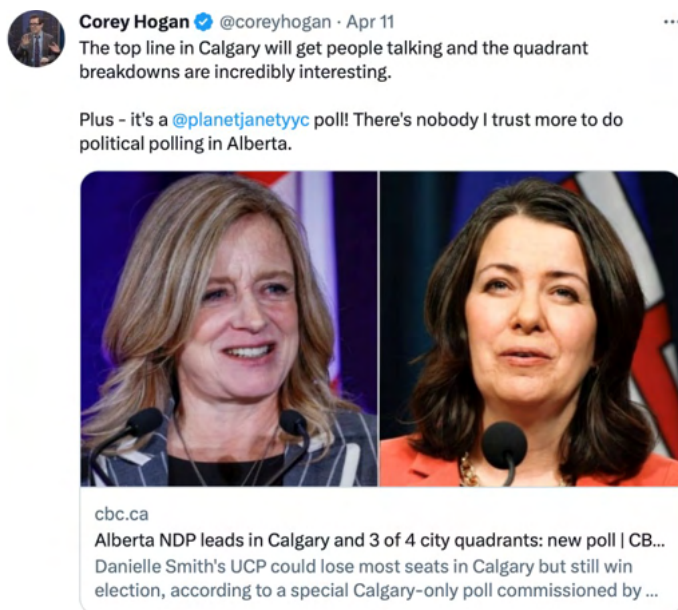 Corey Hogan @coreyhogan · Apr 11
The top line in Calgary will get people talking and the quadrant
breakdowns are incredibly interesting.
Plus - it's a @planetjanetyyc poll! There's nobody I trust more to do
political polling in Alberta.
cbc.ca
Alberta NDP leads in Calgary and 3 of 4 city quadrants: new poll | CB...
Danielle Smith's UCP could lose most seats in Calgary but still win
election, according to a special Calgary-only poll commissioned by ...